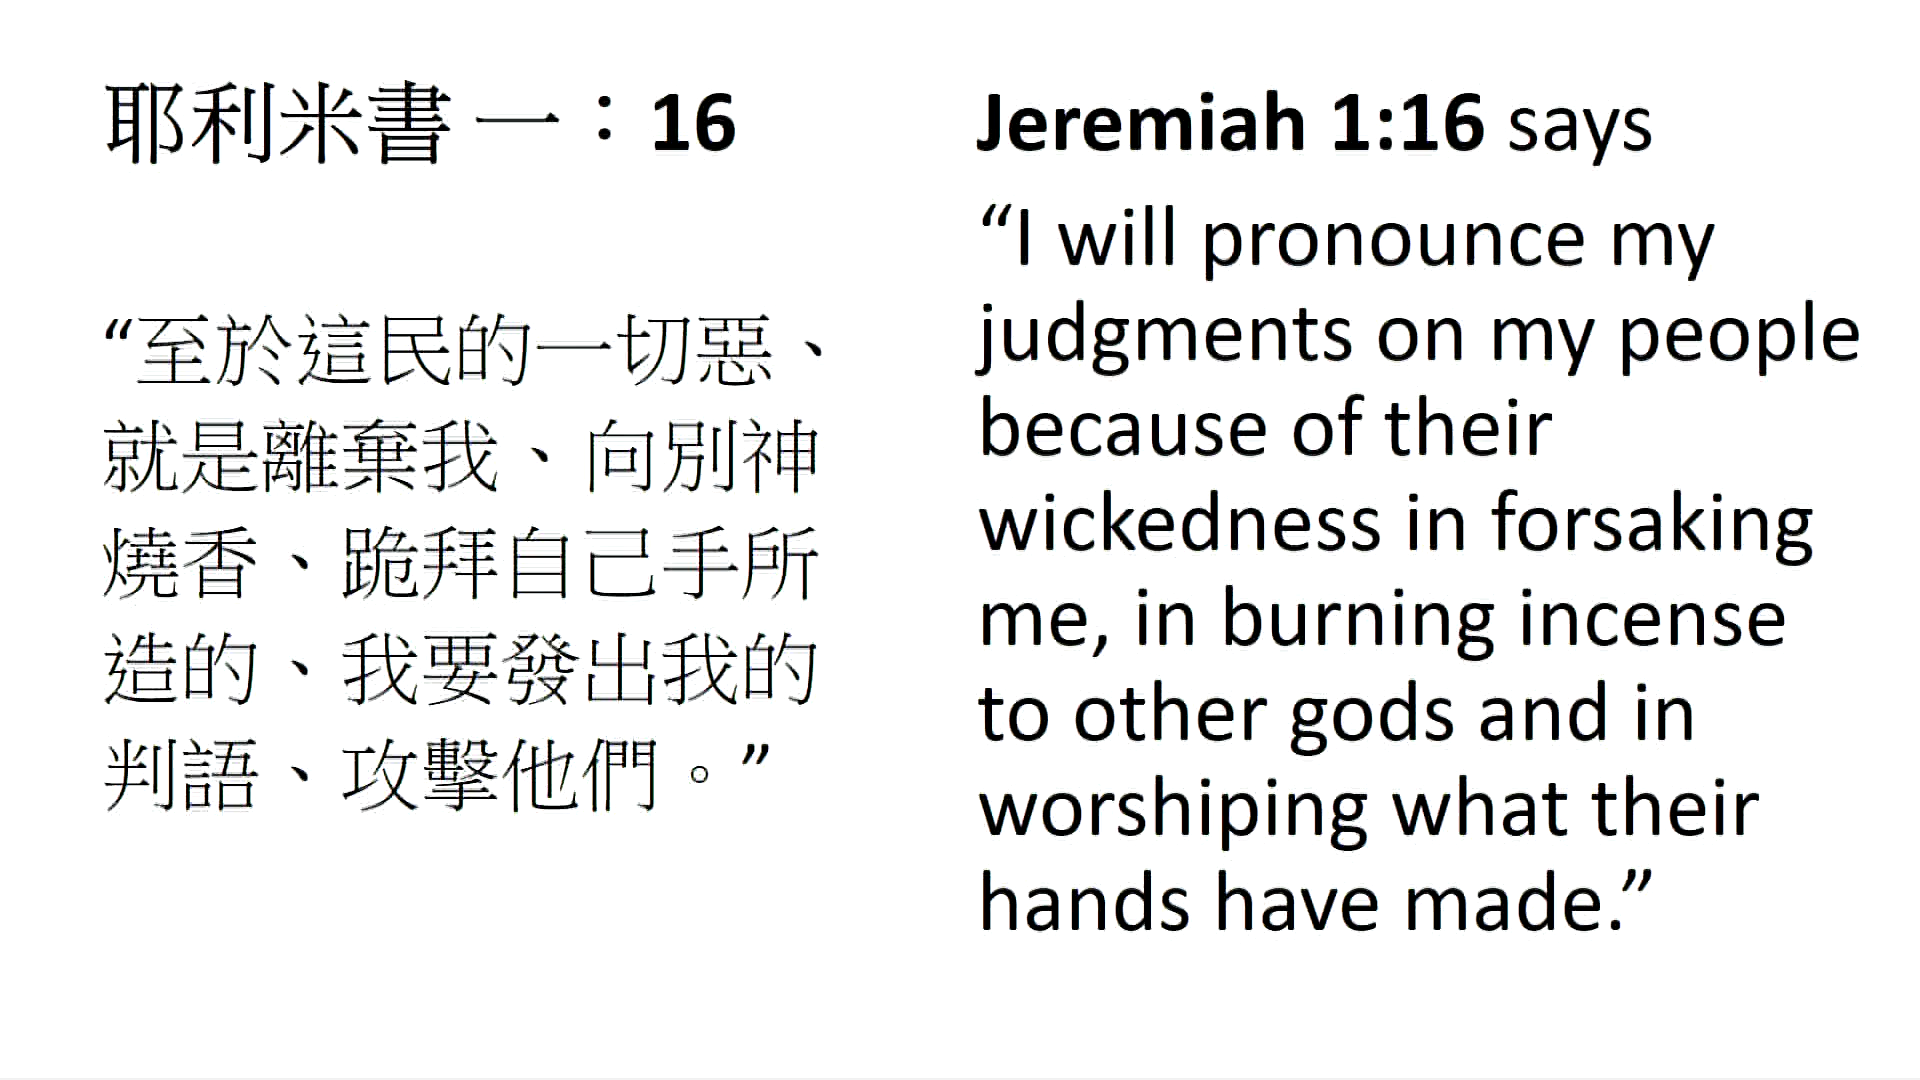 耶利米書 一：16
“至於這民的一切惡、
就是離棄我、向別神
燒香、跪拜自己手所
造的、我要發出我的
判語、攻擊他們。”
Jeremiah 1:16 says
“I will pronounce my
judgments on my people
because of their
wickedness in forsaking
me, in burning incense
to other gods and in
worshiping what their
hands have made.”